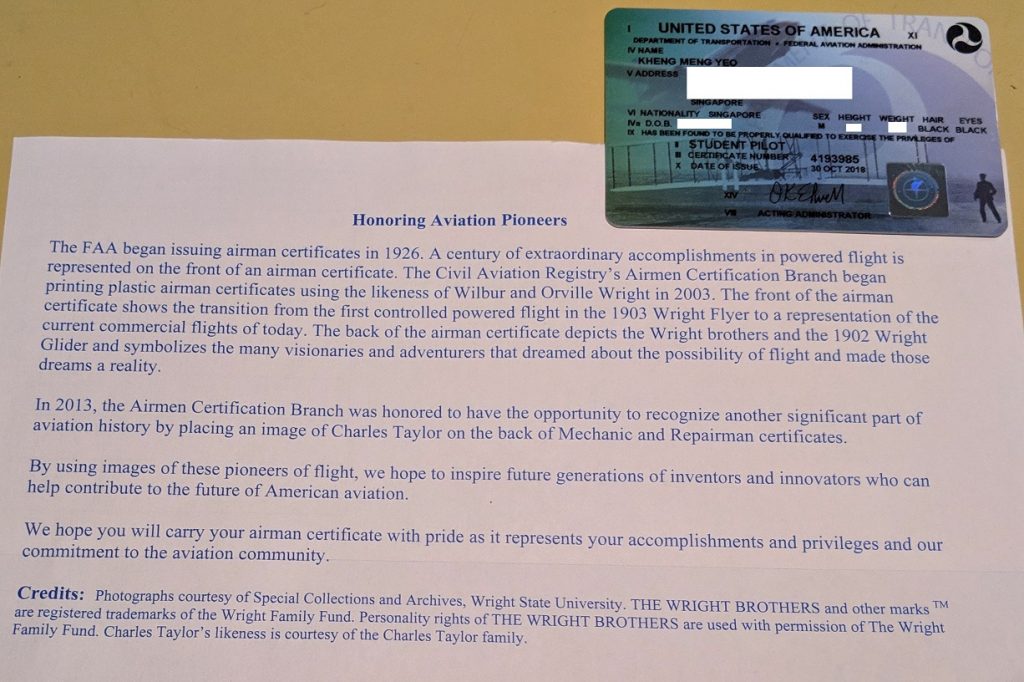 I UNITED STATES OF AMERICA XI
DEPARTMENT OF TRANSPORTATION • FEDERAL AVIATION ADMINISTRATION
IV NAME
KHENG MENG YEO
V ADDRESS
SINGAPORE
VI NATIONALITY SINGAPORE SEX HEIGHT WEIGHT HAIR EYES
IVa D.O.B. M BLACK BLACK
IX HAS BEEN FOUND TO BE PROPERLY QUALIFIED TO EXERCISE THE PRIVILEGES OF
II STUDENT PILOT
III CERTIFICATE NUMBER 4193985
X DATE OF ISSUE 30 OCT 2018
XIV
VIII ACTING ADMINISTRATOR
Honoring Aviation Pioneers
The FAA began issuing airman certificates in 1926. A century of extraordinary accomplishments in powered flight is
represented on the front of an airman certificate. The Civil Aviation Registry's Airmen Certification Branch began
printing plastic airman certificates using the likeness of Wilbur and Orville Wright in 2003. The front of the airman
certificate shows the transition from the first controlled powered flight in the 1903 Wright Flyer to a representation of the
current commercial flights of today. The back of the airman certificate depicts the Wright brothers and the 1902 Wright
Glider and symbolizes the many visionaries and adventurers that dreamed about the possibility of flight and made those
dreams a reality.
In 2013, the Airmen Certification Branch was honored to have the opportunity to recognize another significant part of
aviation history by placing an image of Charles Taylor on the back of Mechanic and Repairman certificates.
By using images of these pioneers of flight, we hope to inspire future generations of inventors and innovators who can
help contribute to the future of American aviation.
We hope you will carry your airman certificate with pride as it represents your accomplishments and privileges and our
commitment to the aviation community.
Credits: Photographs courtesy of Special Collections and Archives, Wright State University. THE WRIGHT BROTHERS and other marks TM
are registered trademarks of the Wright Family Fund. Personality rights of THE WRIGHT BROTHERS are used with permission of The Wright
Family Fund. Charles Taylor's likeness is courtesy of the Charles Taylor family.